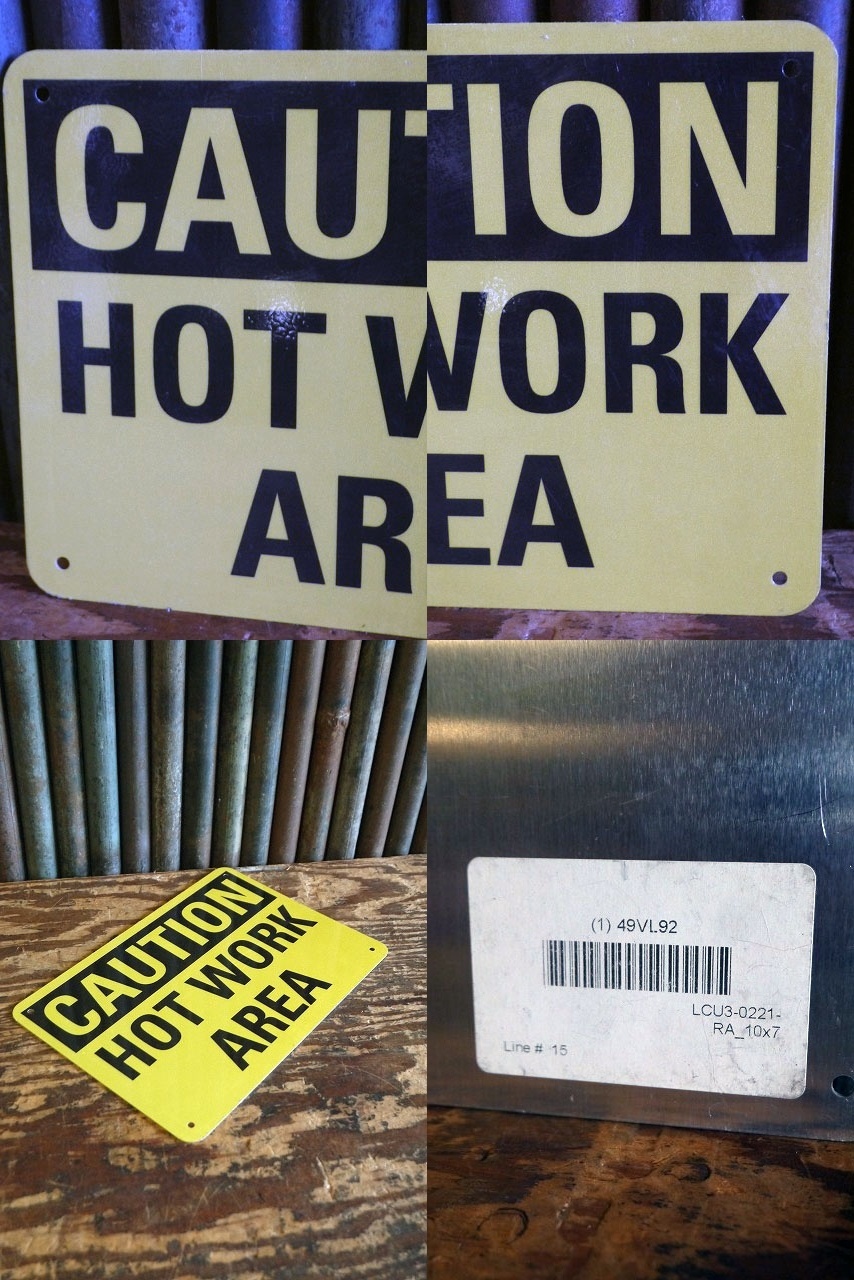 CAUTION
HOT WORK
AREA
CAUTION
HOT WORK
AREA
(1) 49VL92
LCU3-0221-
RA_10x7
Line # 15